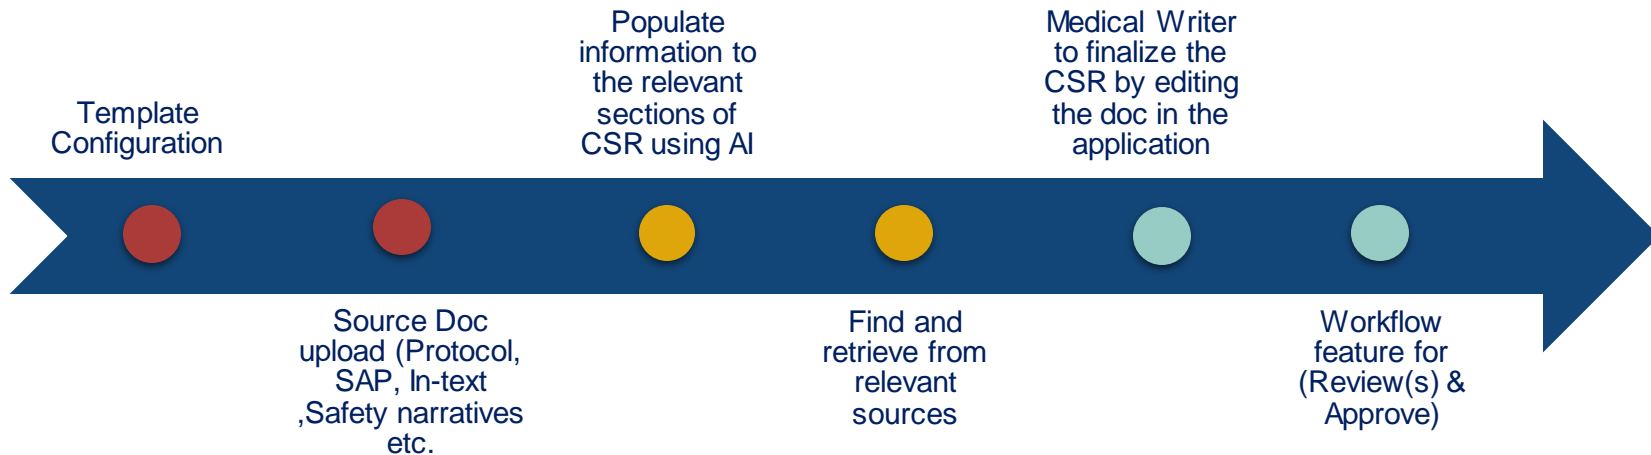 Template
Configuration
Source Doc
upload (Protocol,
SAP, In-text
,Safety narratives
etc.
Populate
information to
the relevant
sections of
CSR using AI
Find and
retrieve from
relevant
sources
Medical Writer
to finalize the
CSR by editing
the doc in the
application
Workflow
feature for
(Review(s) &
Approve)